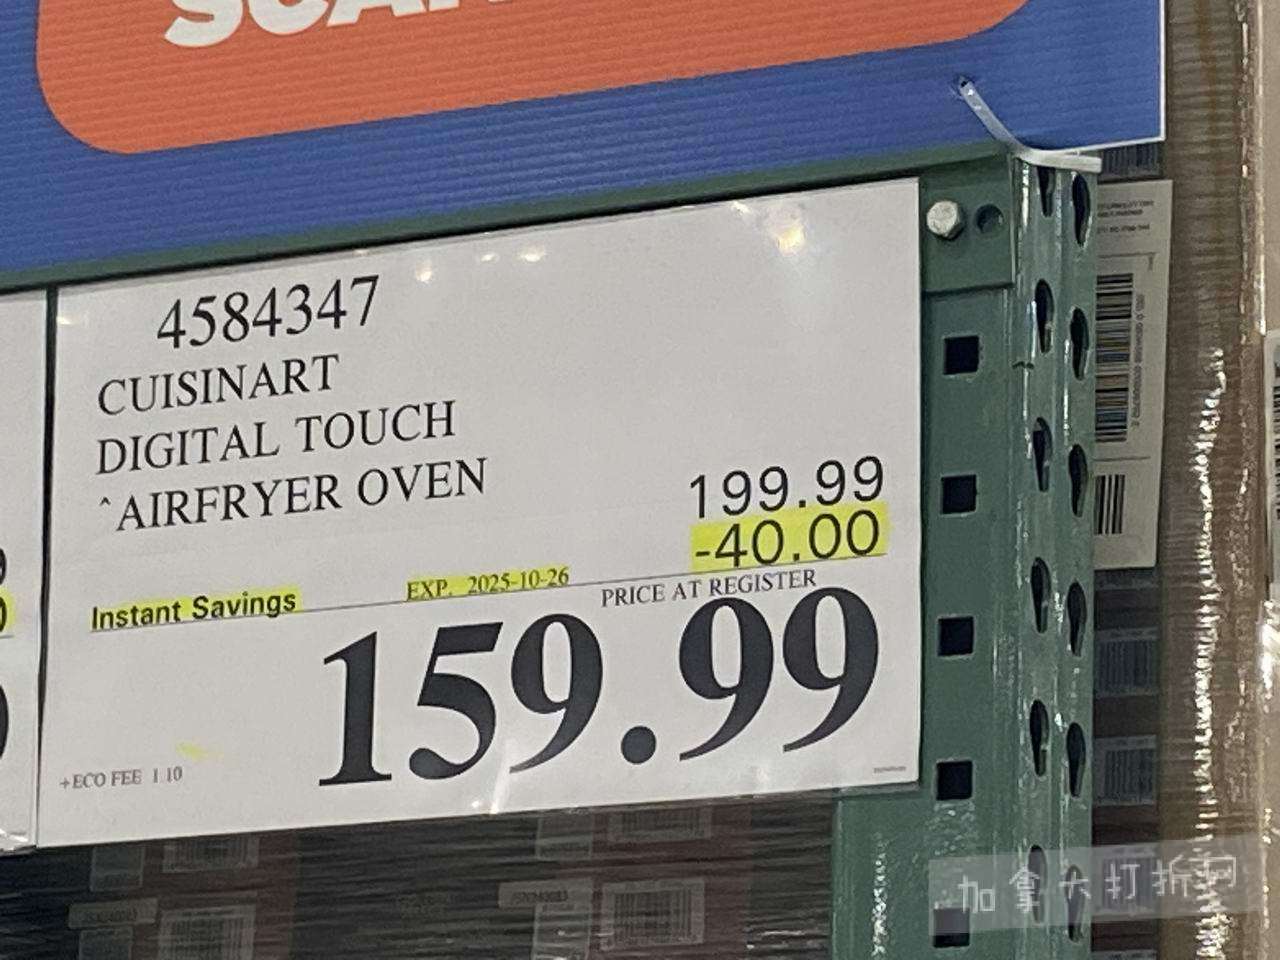 4584347
CUISINART
DIGITAL TOUCH
^AIRFRYER OVEN
199.99
-40.00
Instant Savings
EXP. 2025-10-26
PRICE AT REGISTER
159.99
+ECO FEE 1.10
加拿大打折网